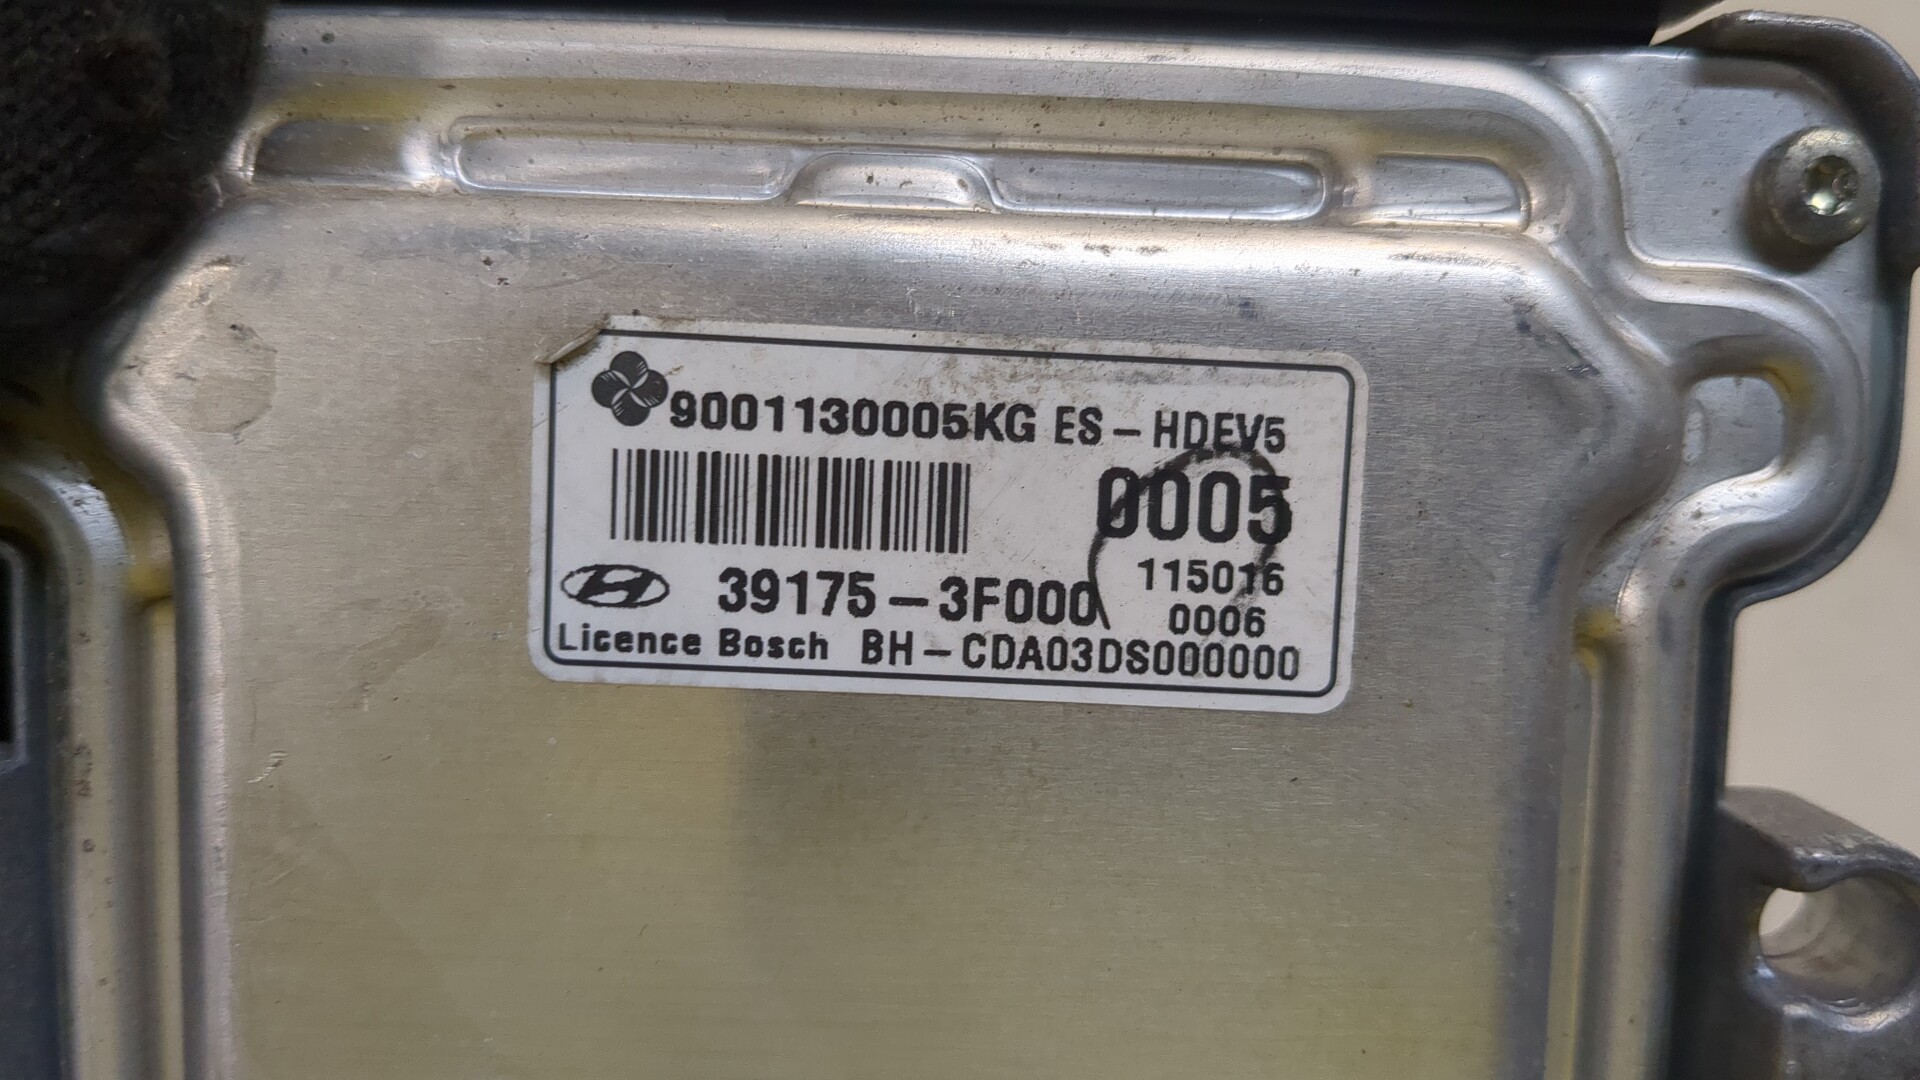 9001130005KG ES-HDEV5
0005
39175-3F000
115016
0006
Licence Bosch BH-CDA03DS000000